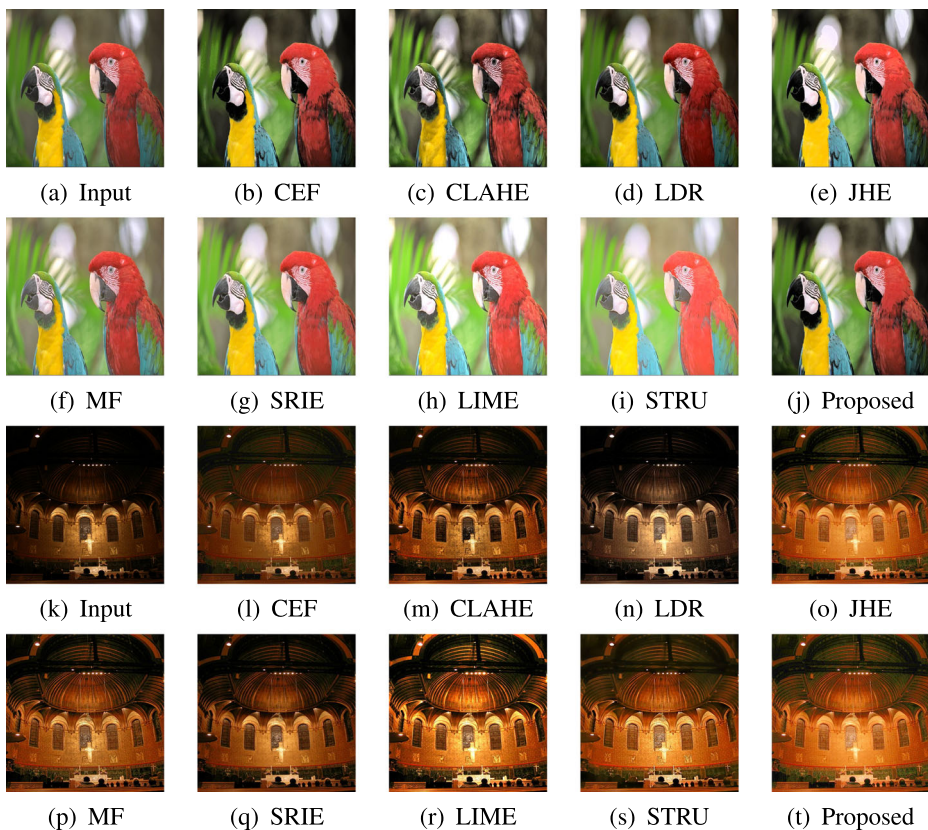 (a) Input (b) CEF (c) CLAHE (d) LDR (e) JHE
(f) MF (g) SRIE (h) LIME (i) STRU (j) Proposed
(k) Input (l) CEF (m) CLAHE (n) LDR (o) JHE
(p) MF (q) SRIE (r) LIME (s) STRU (t) Proposed